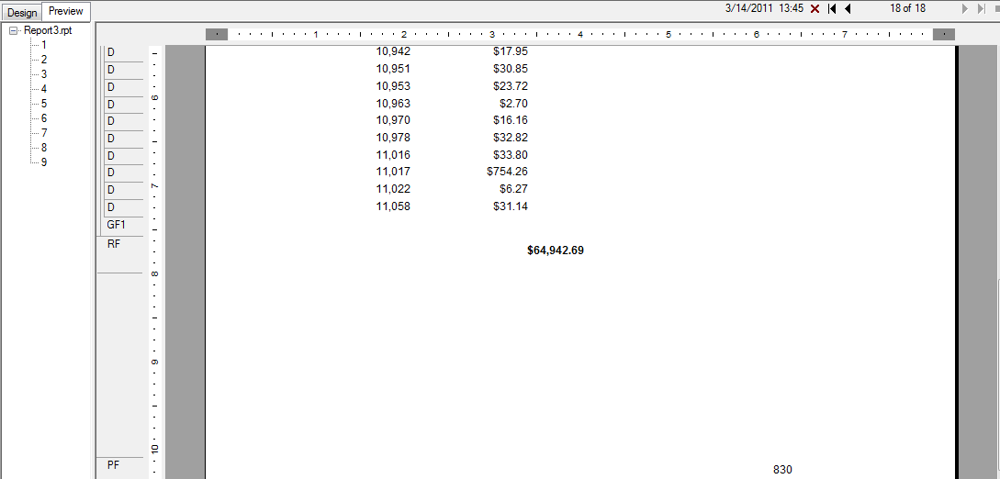 Design Preview 3/14/2011 13:45 18 of 18
Report3.rpt
1
2
3
4
5
6
7
8
9
1 2 3 4 5 6 7
6
7
8
9
10
D 10,942 $17.95
D 10,951 $30.85
D 10,953 $23.72
D 10,963 $2.70
D 10,970 $16.16
D 10,978 $32.82
D 11,016 $33.80
D 11,017 $754.26
D 11,022 $6.27
D 11,058 $31.14
GF1
RF $64,942.69
PF 830